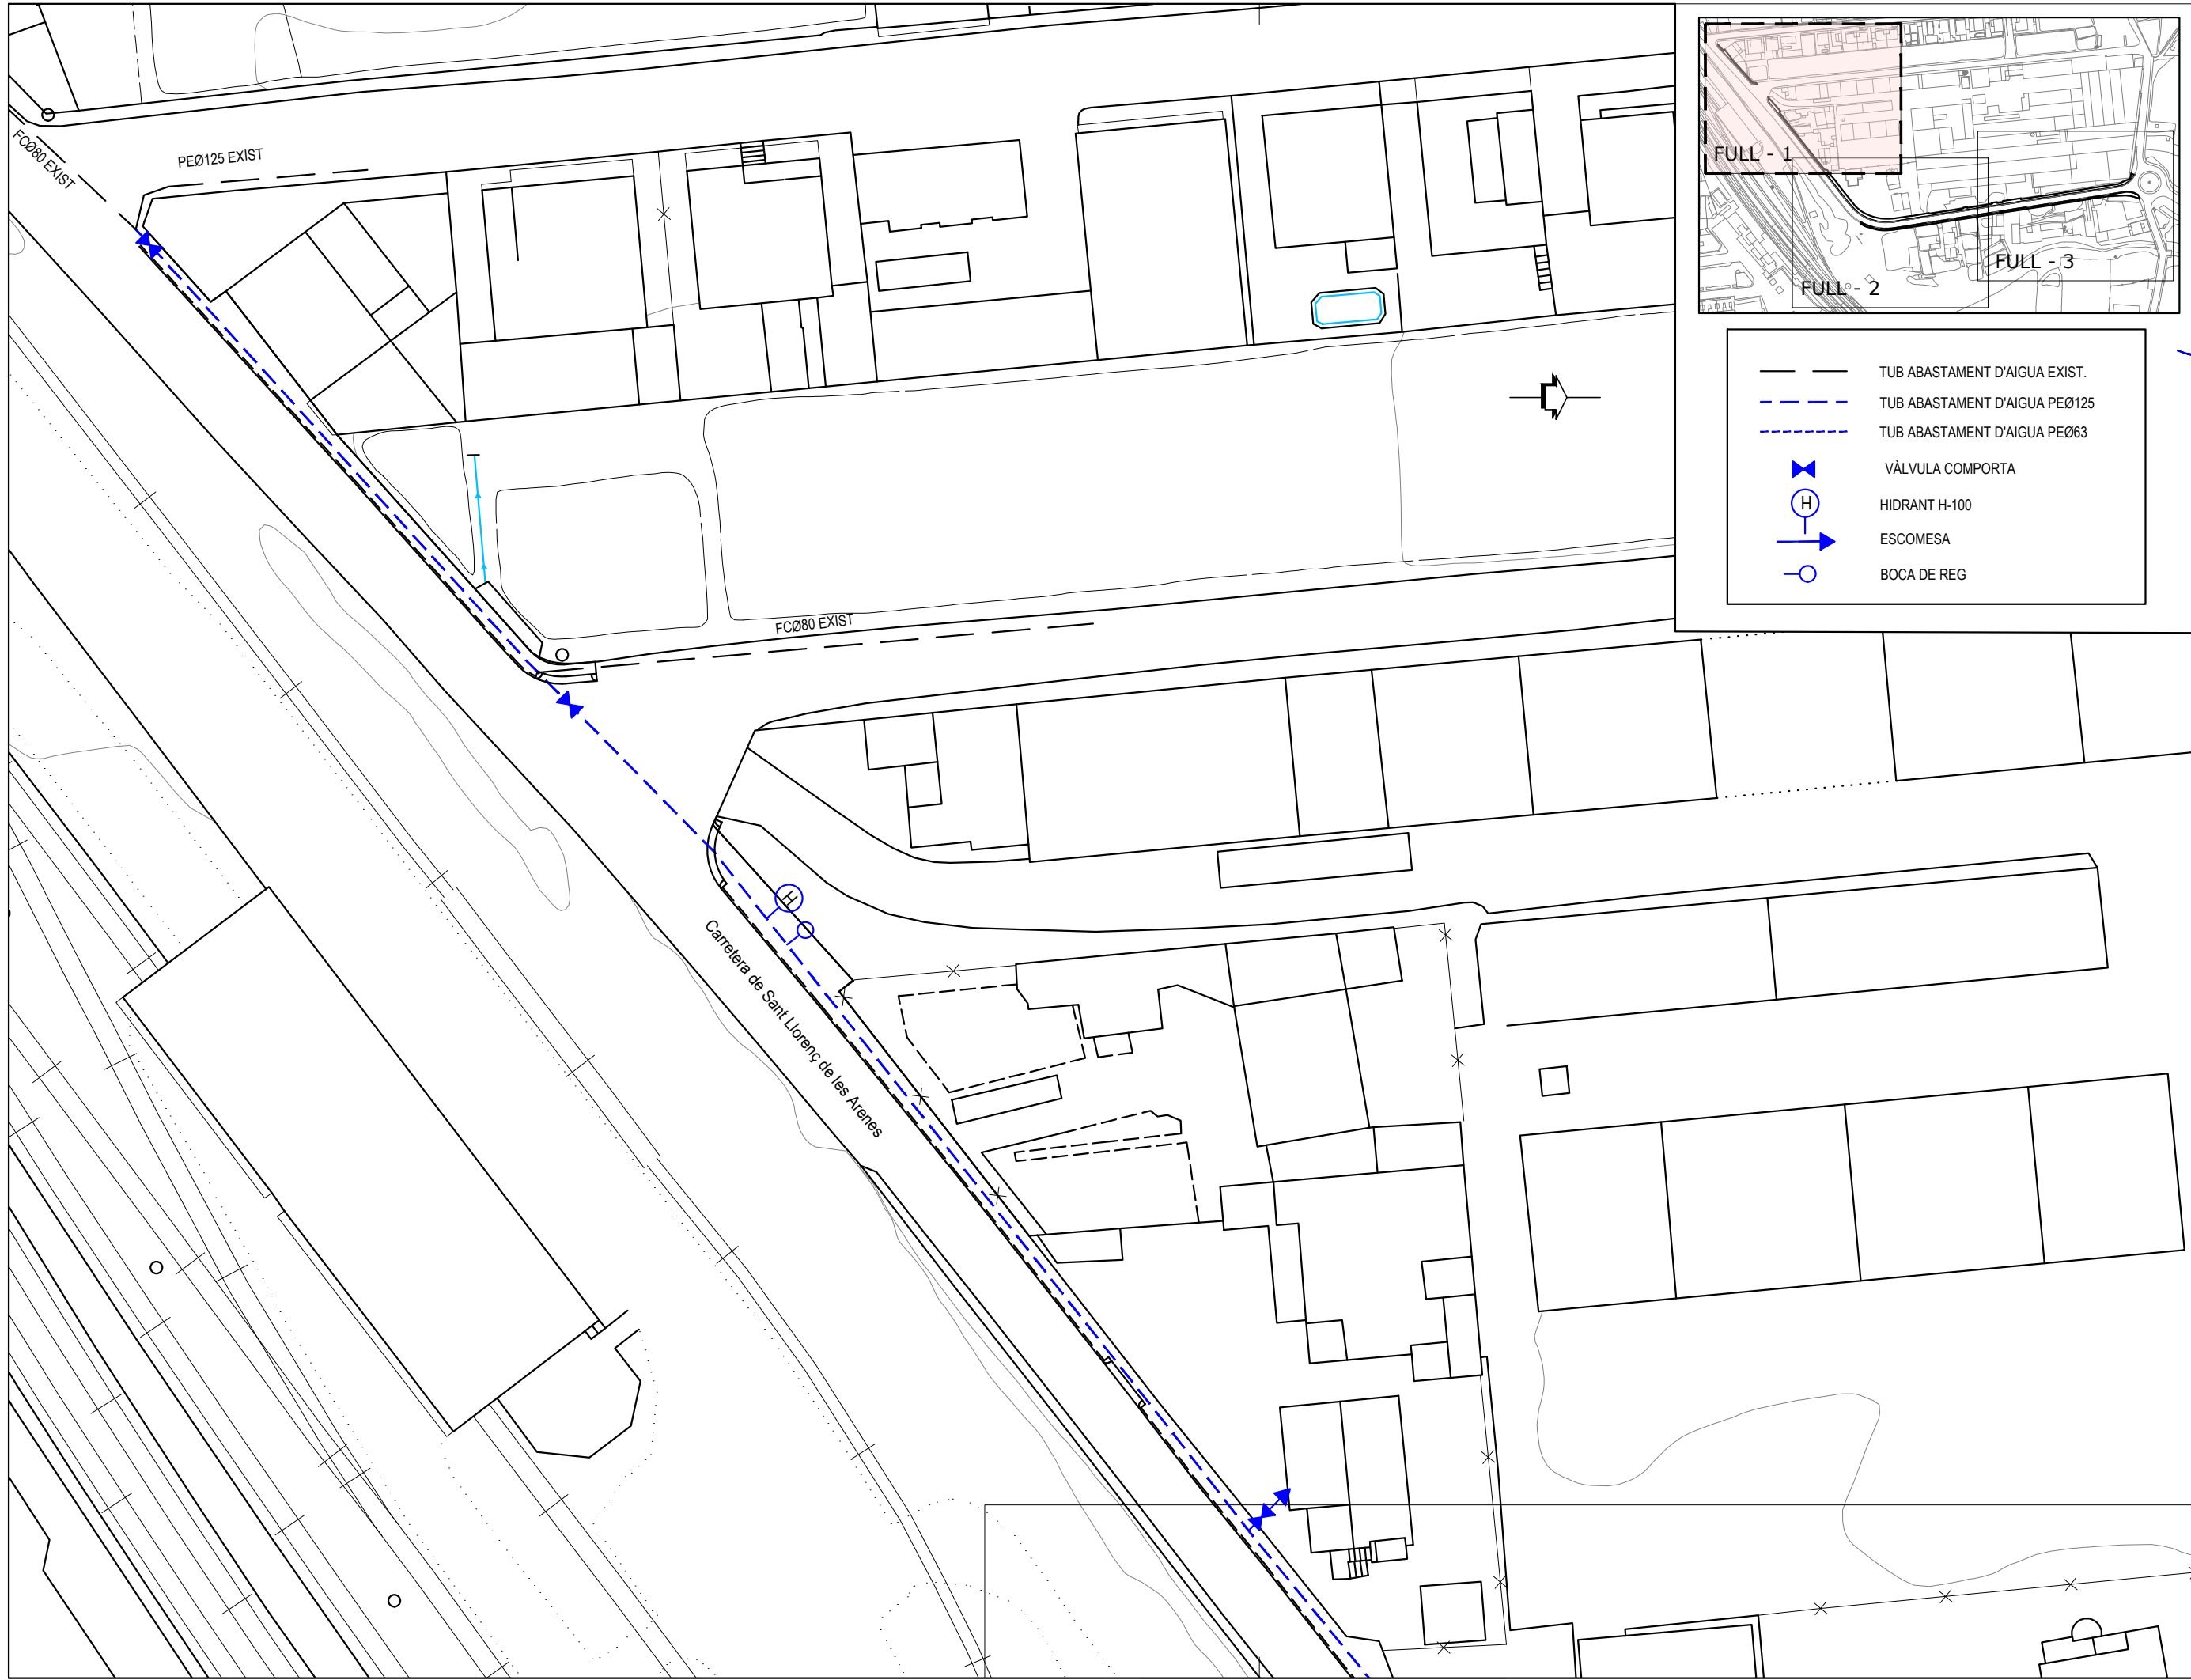 FCØ80 EXIST
PEØ125 EXIST
FULL - 1
FULL - 2
FULL - 3
TUB ABASTAMENT D'AIGUA EXIST.
TUB ABASTAMENT D'AIGUA PEØ125
TUB ABASTAMENT D'AIGUA PEØ63
VÀLVULA COMPORTA
H
HIDRANT H-100
ESCOMESA
BOCA DE REG
FCØ80 EXIST
H
Carretera de Sant Llorenç de les Arenes